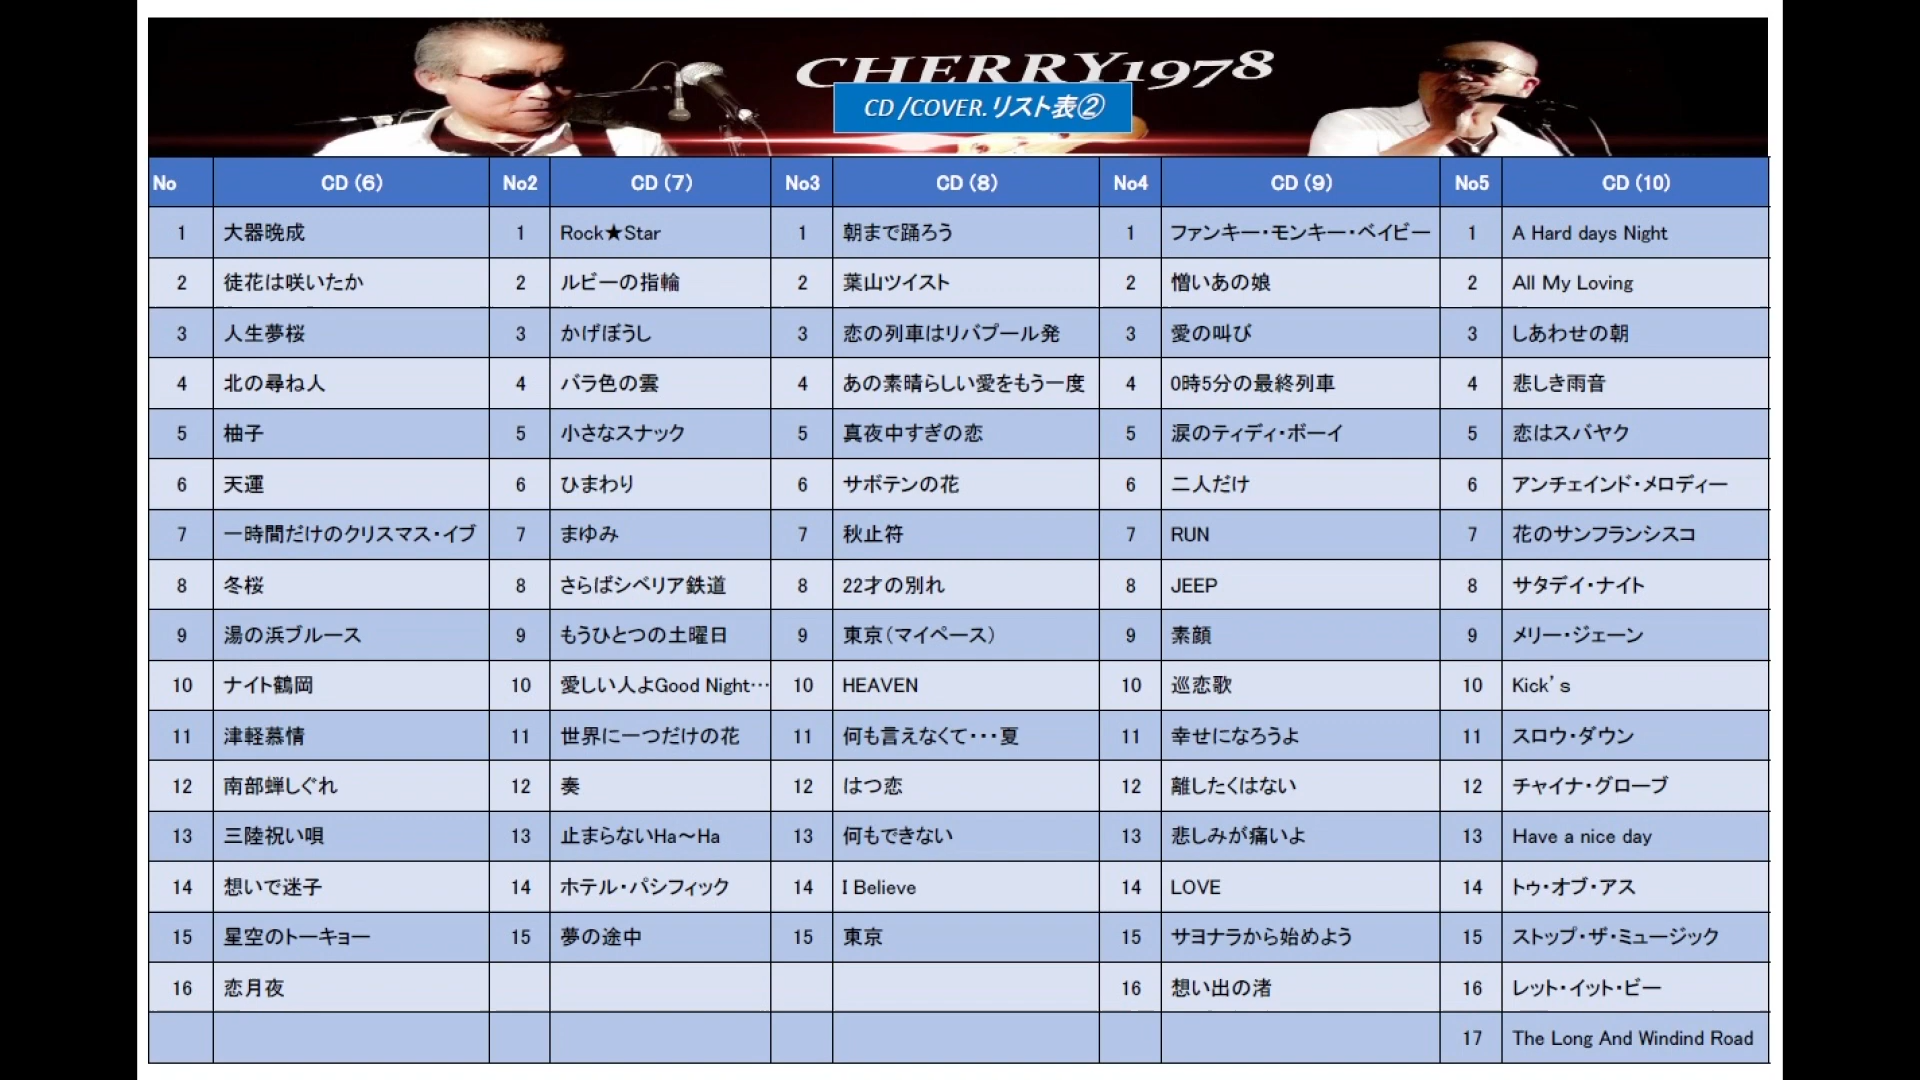 CHERRY1978
CD /COVER.リスト表②
No CD（6） No2 CD（7） No3 CD（8） No4 CD（9） No5 CD（10）
1 大器晩成 1 Rock★Star 1 朝まで踊ろう 1 ファンキー・モンキー・ベイビー 1 A Hard days Night
2 徒花は咲いたか 2 ルビーの指輪 2 葉山ツイスト 2 憎いあの娘 2 All My Loving
3 人生夢桜 3 かげぼうし 3 恋の列車はリバプール発 3 愛の叫び 3 しあわせの朝
4 北の尋ね人 4 バラ色の雲 4 あの素晴らしい愛をもう一度 4 0時5分の最終列車 4 悲しき雨音
5 柚子 5 小さなスナック 5 真夜中すぎの恋 5 涙のティディ・ボーイ 5 恋はスバヤク
6 天運 6 ひまわり 6 サボテンの花 6 二人だけ 6 アンチェインド・メロディー
7 一時間だけのクリスマス・イブ 7 まゆみ 7 秋止符 7 RUN 7 花のサンフランシスコ
8 冬桜 8 さらばシベリア鉄道 8 22才の別れ 8 JEEP 8 サタデイ・ナイト
9 湯の浜ブルース 9 もうひとつの土曜日 9 東京（マイペース） 9 素顔 9 メリー・ジェーン
10 ナイト鶴岡 10 愛しい人よGood Night… 10 HEAVEN 10 巡恋歌 10 Kick’s
11 津軽慕情 11 世界に一つだけの花 11 何も言えなくて・・・夏 11 幸せになろうよ 11 スロウ・ダウン
12 南部蝉しぐれ 12 奏 12 はつ恋 12 離したくはない 12 チャイナ・グローブ
13 三陸祝い唄 13 止まらないHa～Ha 13 何もできない 13 悲しみが痛いよ 13 Have a nice day
14 想いで迷子 14 ホテル・パシフィック 14 I Believe 14 LOVE 14 トゥ・オブ・アス
15 星空のトーキョー 15 夢の途中 15 東京 15 サヨナラから始めよう 15 ストップ・ザ・ミュージック
16 恋月夜 16 想い出の渚 16 レット・イット・ビー
17 The Long And Windind Road